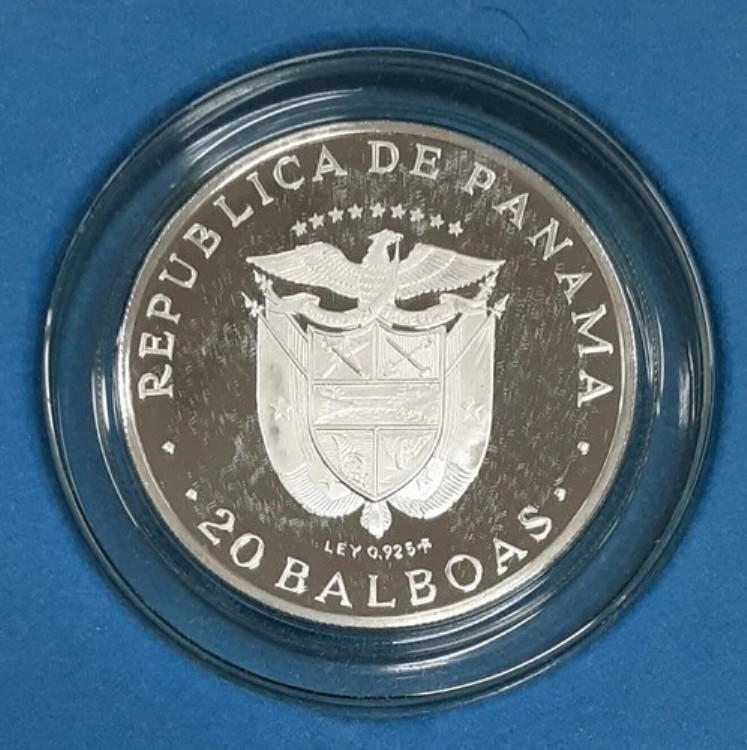 REPUBLICA DE PANAMA
LEY 0.925
20 BALBOAS